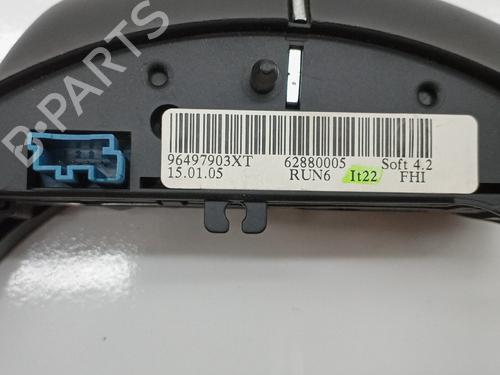 B-PARTS
96497903XT 62880005 Soft 4.2
15.01.05 RUN6 It22 FHI